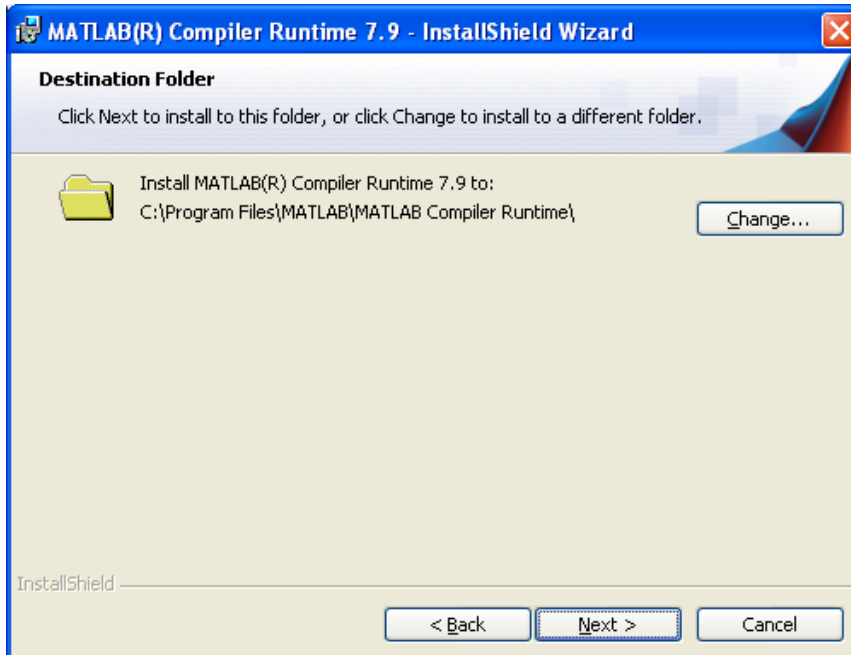 MATLAB(R) Compiler Runtime 7.9 - InstallShield Wizard
Destination Folder
Click Next to install to this folder, or click Change to install to a different folder.
Install MATLAB(R) Compiler Runtime 7.9 to:
C:\Program Files\MATLAB\MATLAB Compiler Runtime\
Change...
InstallShield
< Back
Next >
Cancel